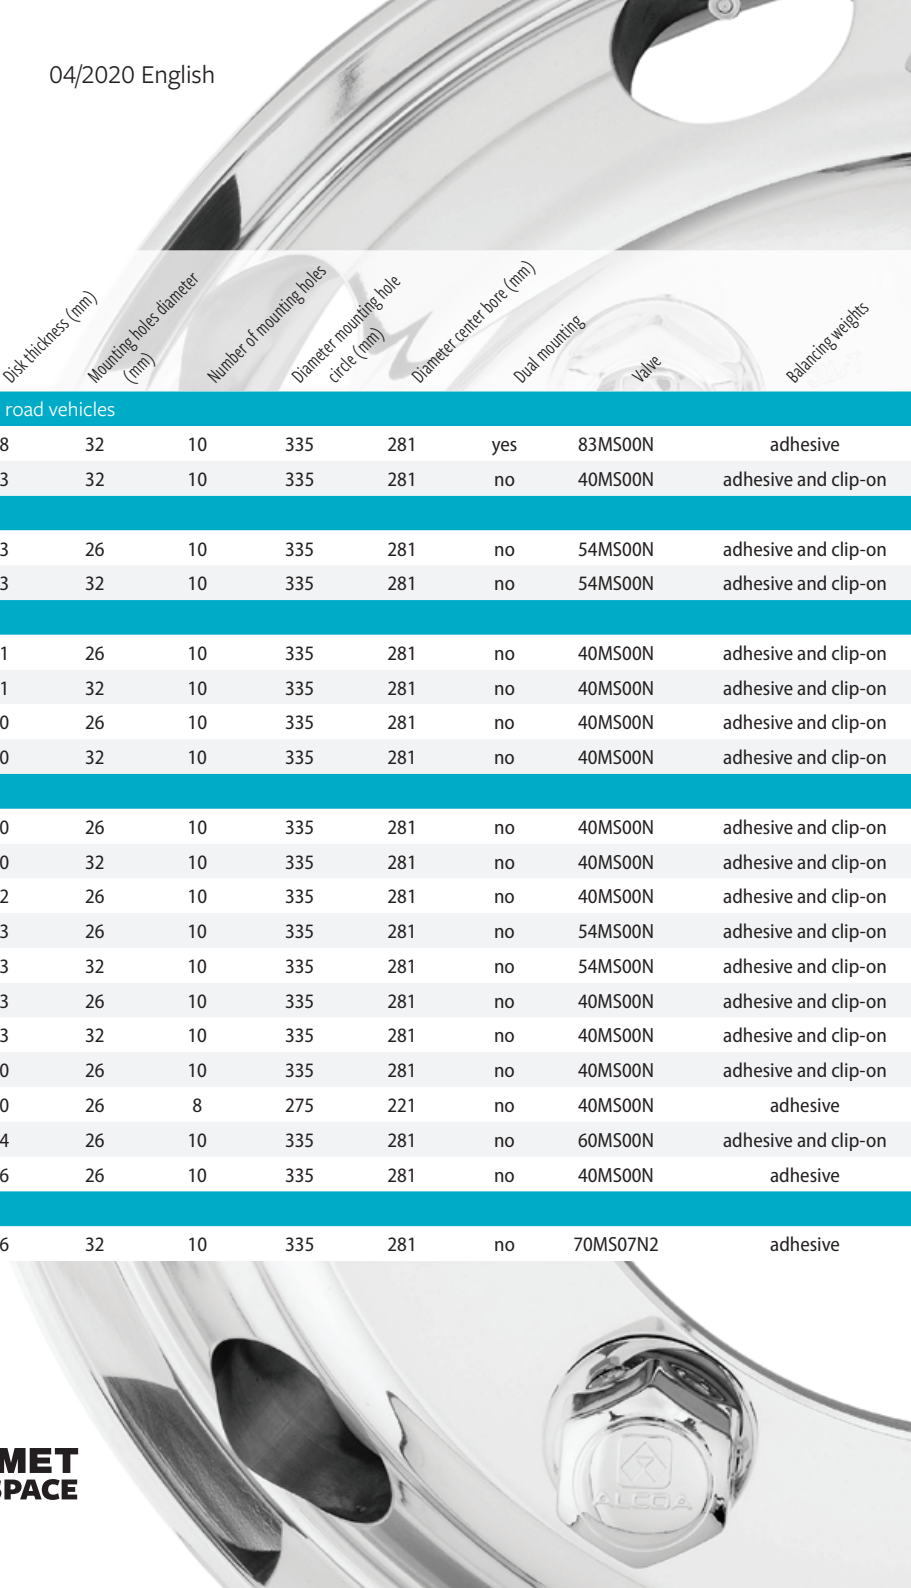 04/2020 English
Disk thickness (mm)
Mounting holes diameter
(mm)
Number of mounting holes
Diameter mounting hole
circle (mm)
Diameter center bore (mm)
Dual mounting
Valve
Balancing weights
road vehicles
8 32 10 335 281 yes 83MS00N adhesive
3 32 10 335 281 no 40MS00N adhesive and clip-on
3 26 10 335 281 no 54MS00N adhesive and clip-on
3 32 10 335 281 no 54MS00N adhesive and clip-on
1 26 10 335 281 no 40MS00N adhesive and clip-on
1 32 10 335 281 no 40MS00N adhesive and clip-on
0 26 10 335 281 no 40MS00N adhesive and clip-on
0 32 10 335 281 no 40MS00N adhesive and clip-on
0 26 10 335 281 no 40MS00N adhesive and clip-on
0 32 10 335 281 no 40MS00N adhesive and clip-on
2 26 10 335 281 no 40MS00N adhesive and clip-on
3 26 10 335 281 no 54MS00N adhesive and clip-on
3 32 10 335 281 no 54MS00N adhesive and clip-on
3 26 10 335 281 no 40MS00N adhesive and clip-on
3 32 10 335 281 no 40MS00N adhesive and clip-on
0 26 10 335 281 no 40MS00N adhesive and clip-on
0 26 8 275 221 no 40MS00N adhesive
4 26 10 335 281 no 60MS00N adhesive and clip-on
6 26 10 335 281 no 40MS00N adhesive
6 32 10 335 281 no 70MS07N2 adhesive
MET
SPACE
ALCOA